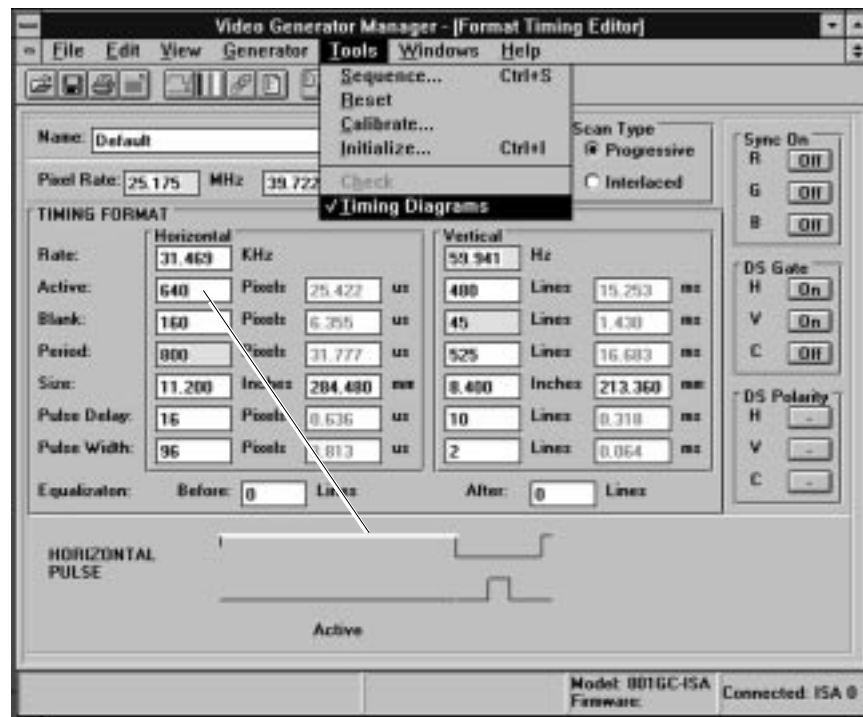 Video Generator Manager - [Format Timing Editor]
File Edit View Generator Tools Windows Help
Sequence... Ctrl+S
Reset
Calibrate...
Initialize... Ctrl+I
Check
√ Timing Diagrams
Name: Default
Scan Type
Progressive
Interlaced
Pixel Rate: 25.175 MHz 39.722
TIMING FORMAT
Horizontal Vertical
Rate: 31.469 KHz 59.941 Hz
Active: 640 Pixels 25.422 us 480 Lines 15.253 ms
Blank: 160 Pixels 6.355 us 45 Lines 1.430 ms
Period: 800 Pixels 31.777 us 525 Lines 16.683 ms
Size: 11.200 Inches 284.480 mm 8.400 Inches 213.360 mm
Pulse Delay: 16 Pixels 0.636 us 10 Lines 0.318 ms
Pulse Width: 96 Pixels 3.813 us 2 Lines 0.064 ms
Equalizaton: Before: 0 Lines After: 0 Lines
Sync On
R Off
G Off
B Off
DS Gate
H On
V On
C Off
DS Polarity
H -
V -
C -
HORIZONTAL
PULSE
Active
Model: 801GC-ISA
Firmware:
Connected: ISA 0